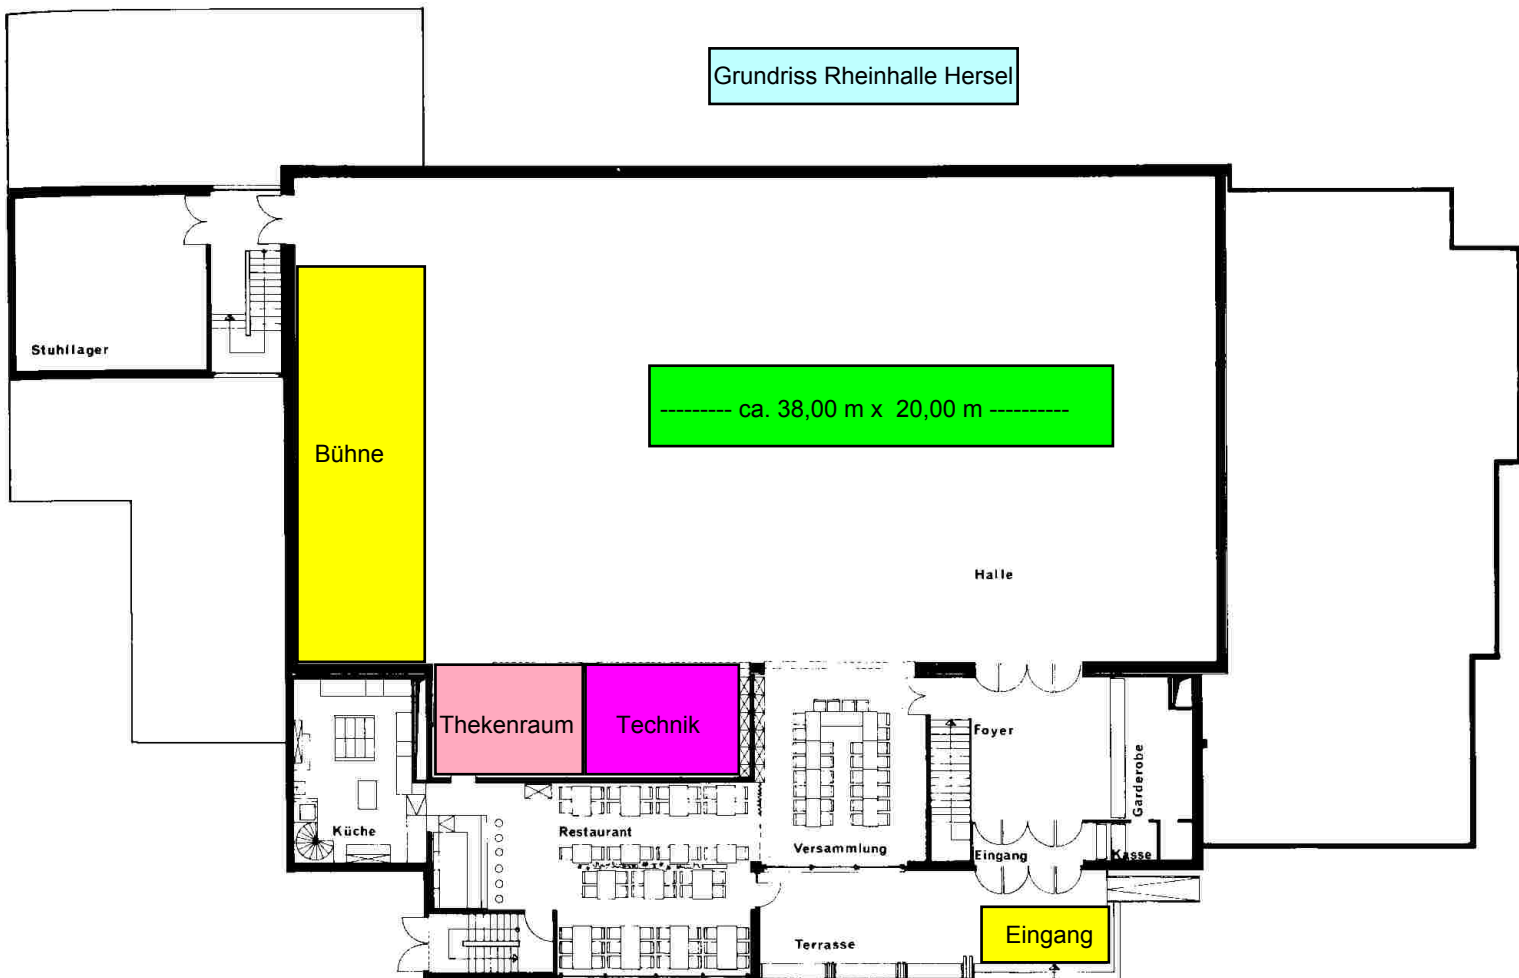 Grundriss Rheinhalle Hersel
Stuhllager
--------- ca. 38,00 m x  20,00 m ----------
Bühne
Halle
Thekenraum
Technik
Foyer
Garderobe
Küche
Restaurant
Versammlung
Eingang
Kasse
Terrasse
Eingang